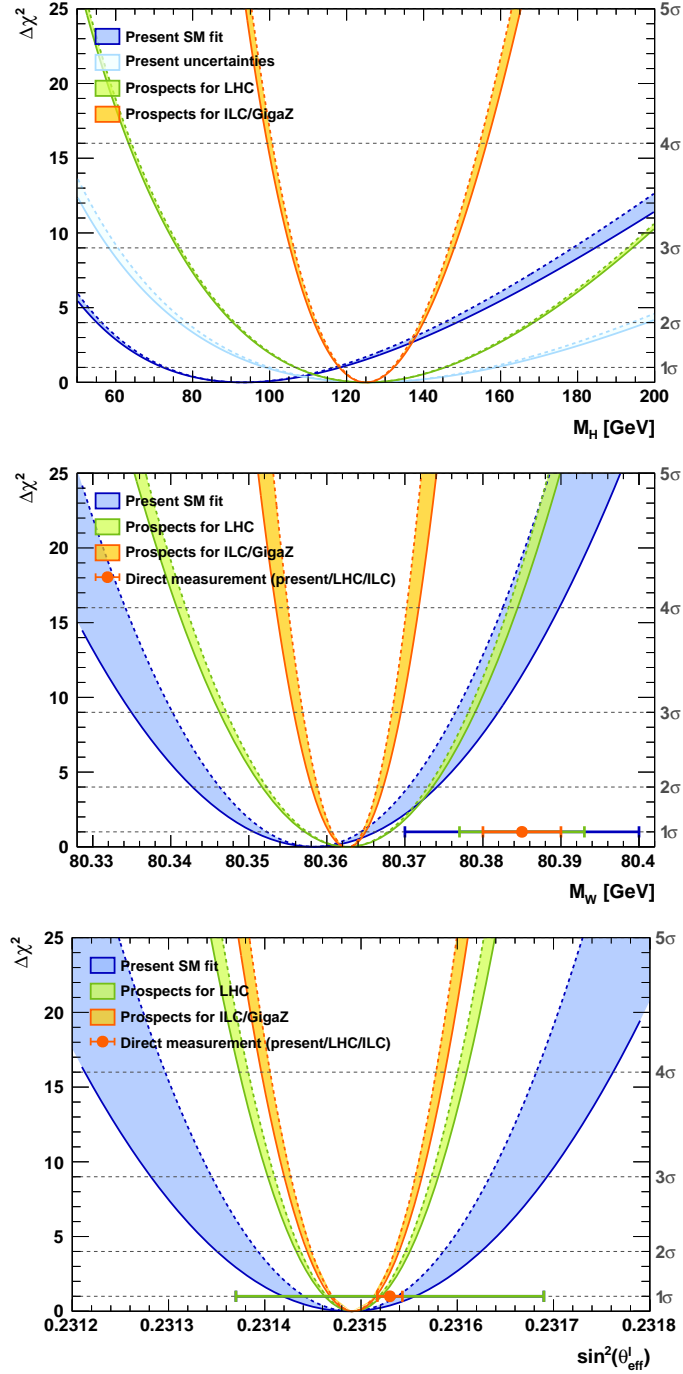 Δχ²
25
20
15
10
5
0
5σ
4σ
3σ
2σ
1σ
Present SM fit
Present uncertainties
Prospects for LHC
Prospects for ILC/GigaZ
60 80 100 120 140 160 180 200
M_H [GeV]
Δχ²
25
20
15
10
5
0
5σ
4σ
3σ
2σ
1σ
Present SM fit
Prospects for LHC
Prospects for ILC/GigaZ
Direct measurement (present/LHC/ILC)
80.33 80.34 80.35 80.36 80.37 80.38 80.39 80.4
M_W [GeV]
Δχ²
25
20
15
10
5
0
5σ
4σ
3σ
2σ
1σ
Present SM fit
Prospects for LHC
Prospects for ILC/GigaZ
Direct measurement (present/LHC/ILC)
0.2312 0.2313 0.2314 0.2315 0.2316 0.2317 0.2318
sin²(θ^l_eff)